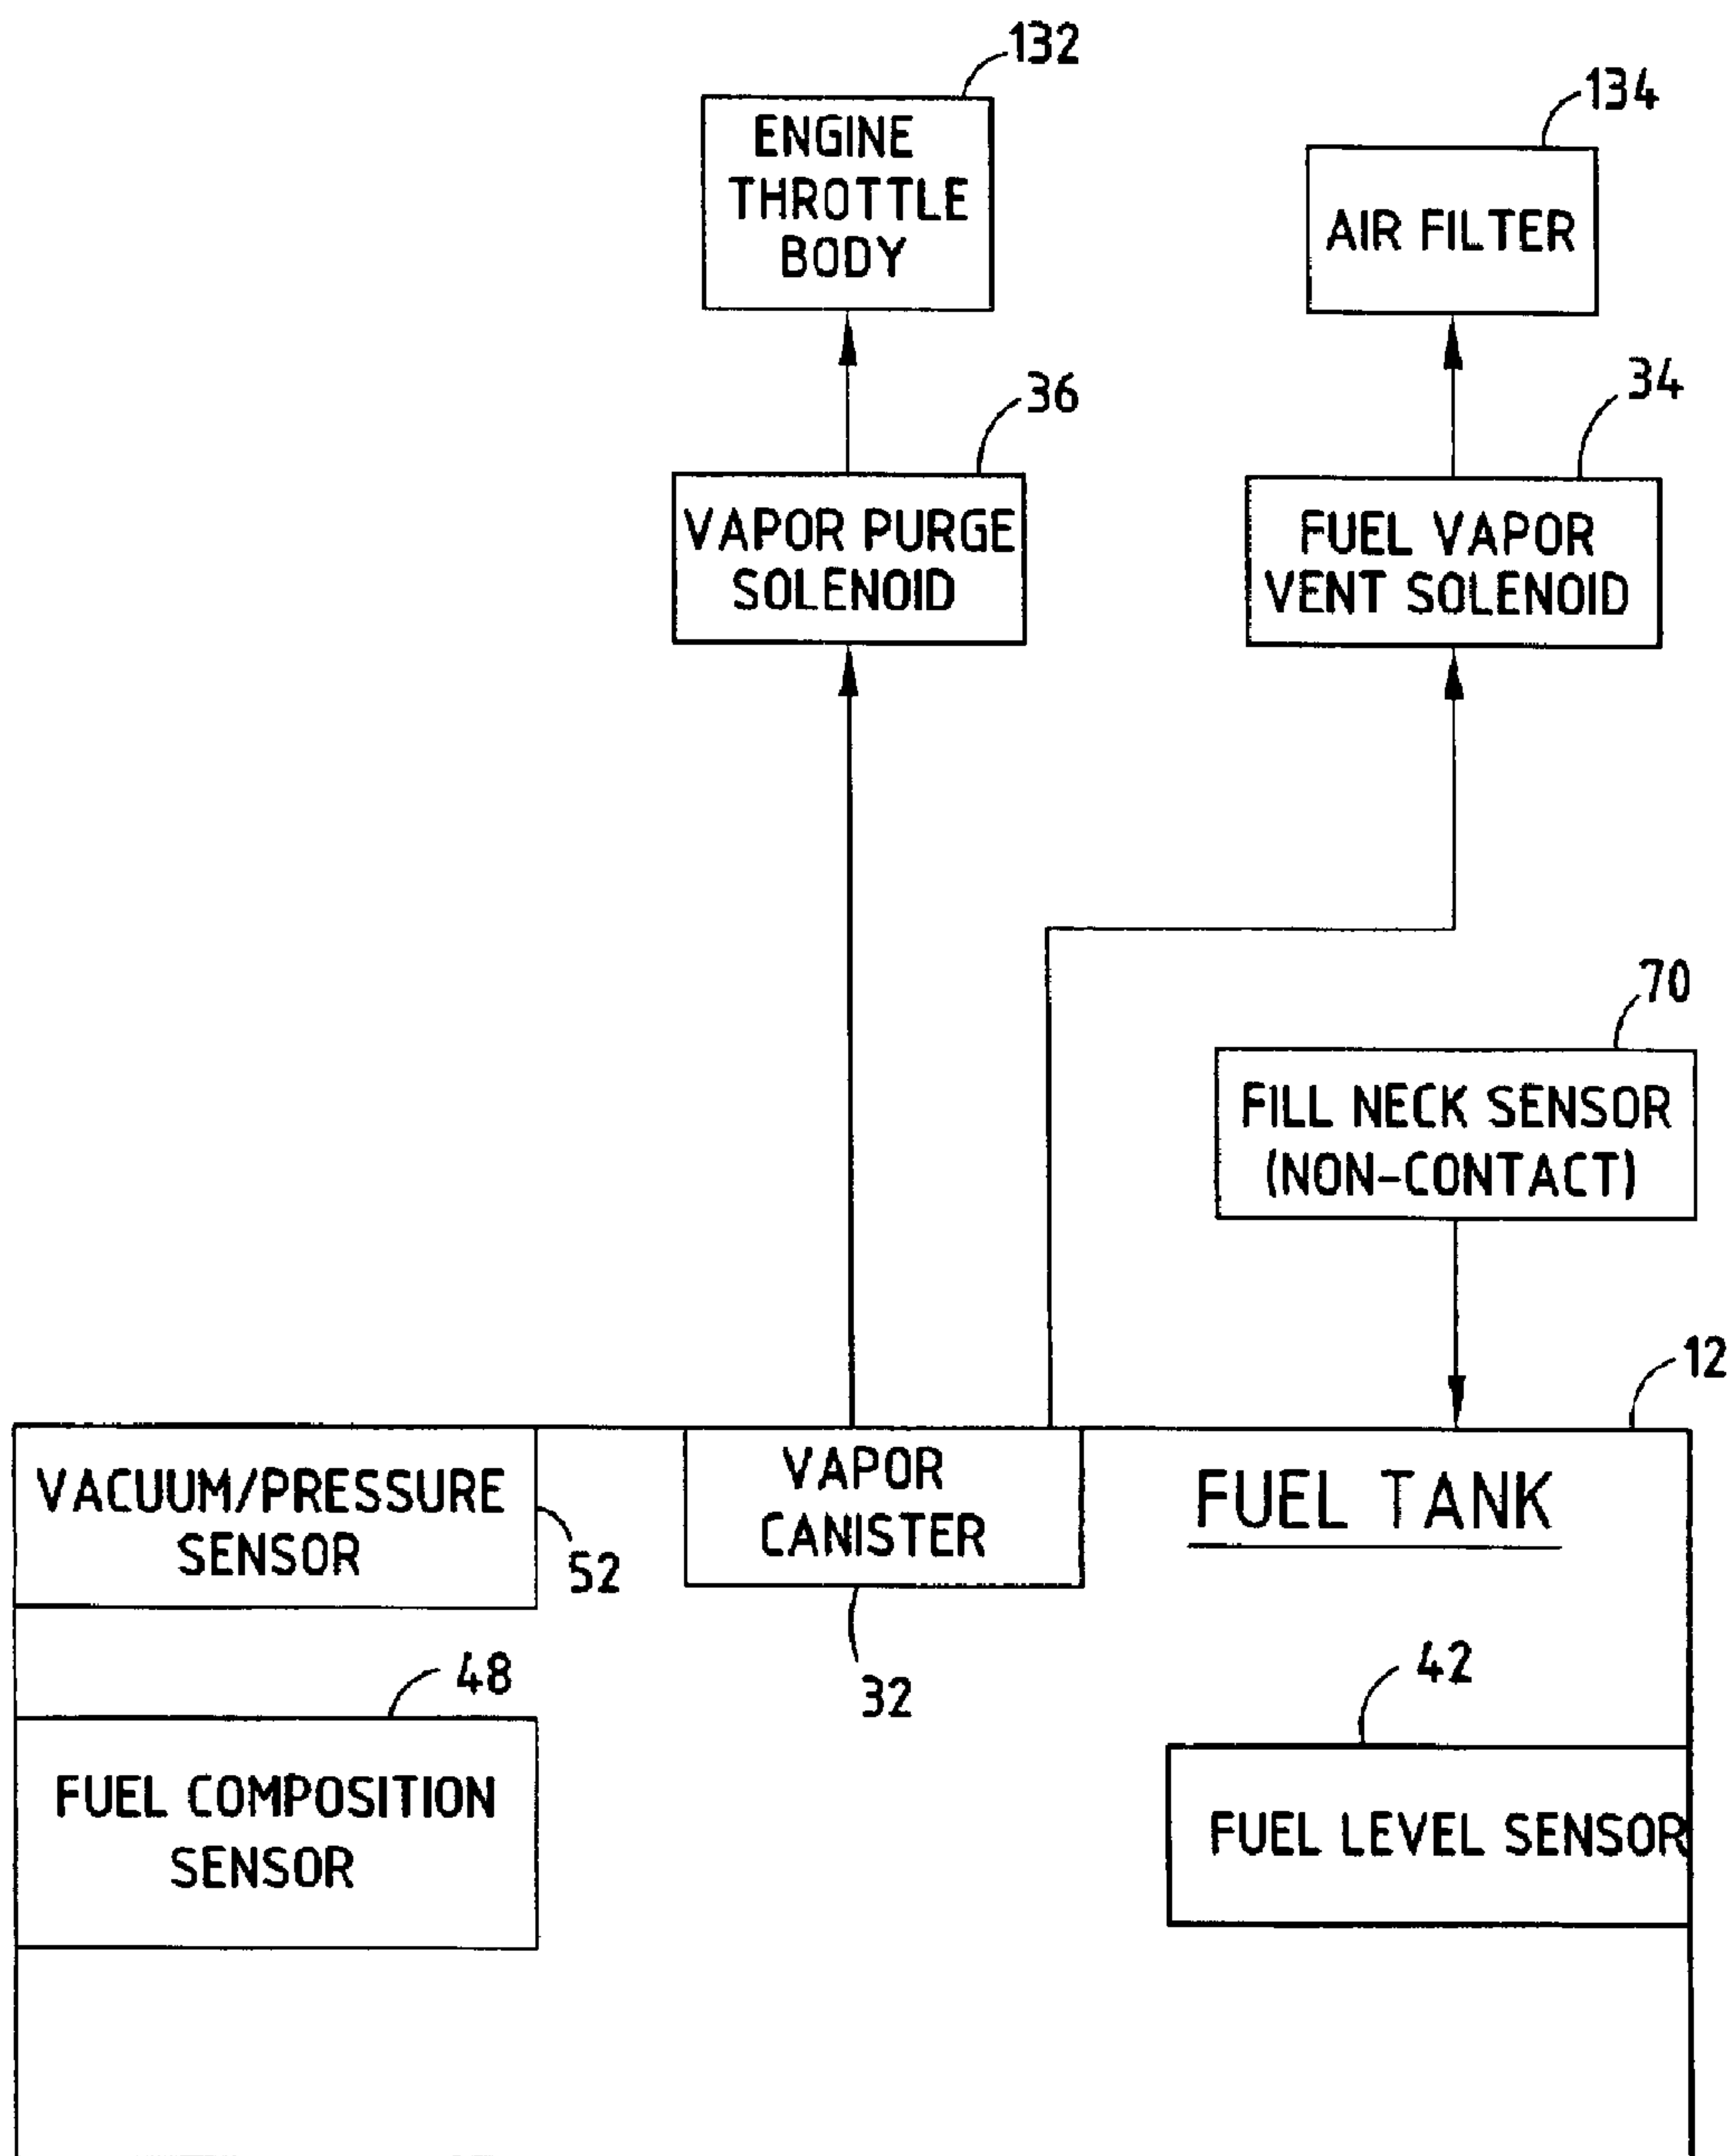 132
ENGINE
THROTTLE
BODY
134
AIR FILTER
36
VAPOR PURGE
SOLENOID
34
FUEL VAPOR
VENT SOLENOID
70
FILL NECK SENSOR
(NON-CONTACT)
12
VACUUM/PRESSURE
SENSOR
52
VAPOR
CANISTER
32
FUEL TANK
48
FUEL COMPOSITION
SENSOR
42
FUEL LEVEL SENSOR